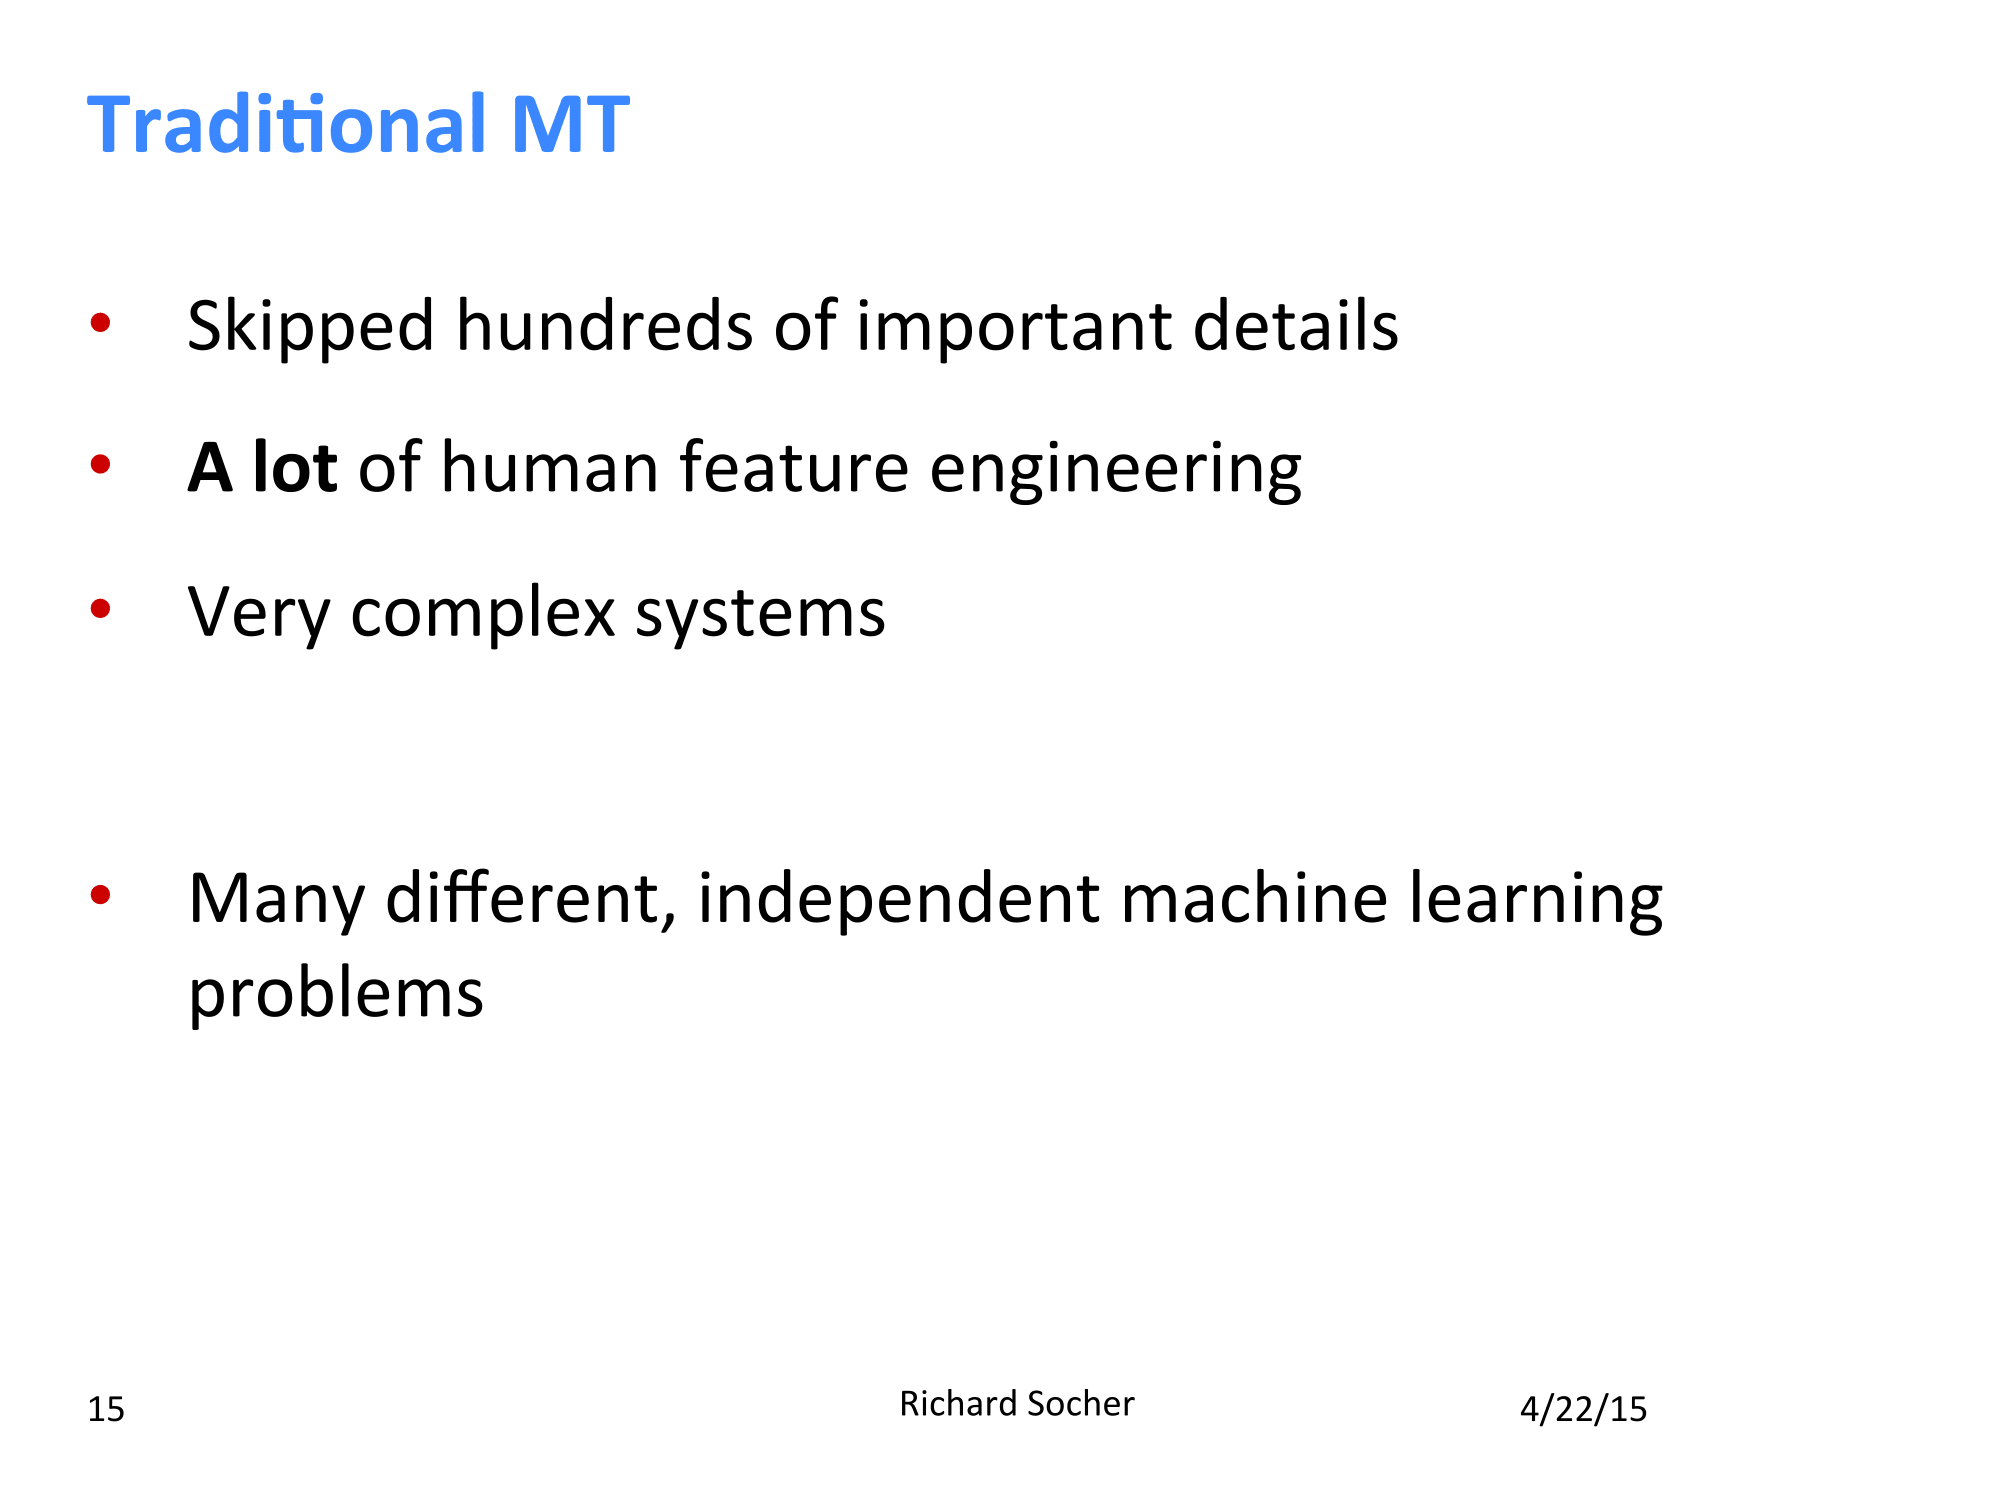 Traditional MT
• Skipped hundreds of important details
• A lot of human feature engineering
• Very complex systems
• Many different, independent machine learning
problems
15
Richard Socher
4/22/15